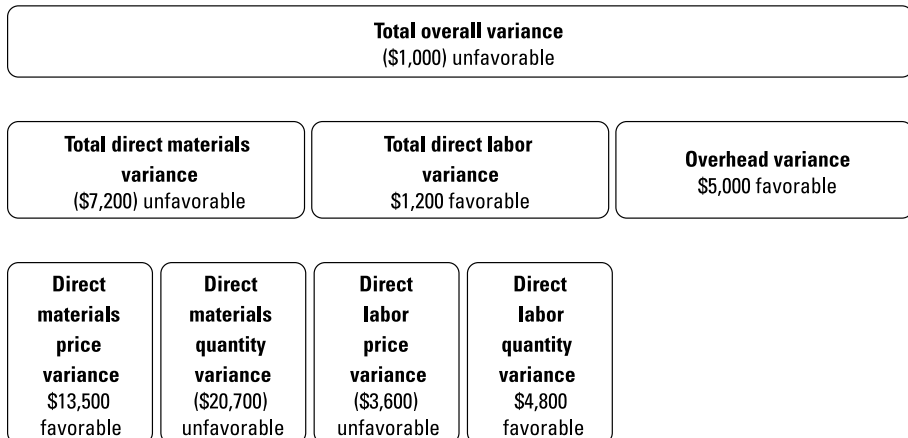 Total overall variance
($1,000) unfavorable
Total direct materials
variance
($7,200) unfavorable
Total direct labor
variance
$1,200 favorable
Overhead variance
$5,000 favorable
Direct
materials
price
variance
$13,500
favorable
Direct
materials
quantity
variance
($20,700)
unfavorable
Direct
labor
price
variance
($3,600)
unfavorable
Direct
labor
quantity
variance
$4,800
favorable